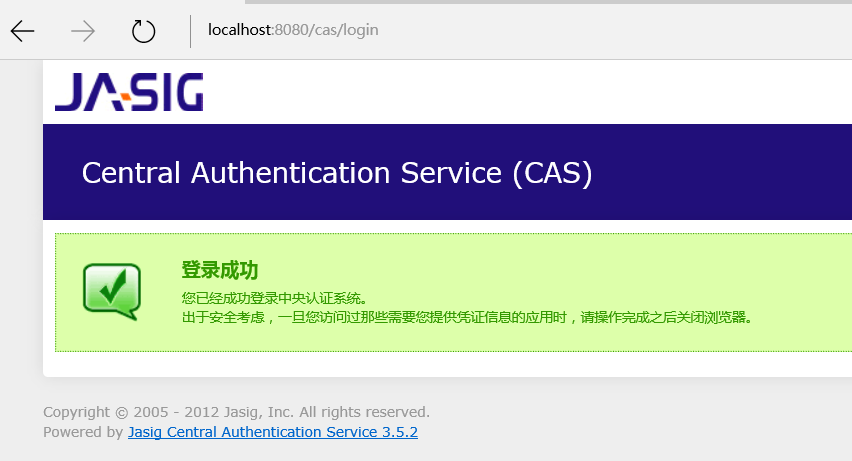 localhost:8080/cas/login
JASIG
Central Authentication Service (CAS)
登录成功
您已经成功登录中央认证系统。
出于安全考虑，一旦您访问过那些需要您提供凭证信息的应用时，请操作完成之后关闭浏览器。
Copyright © 2005 - 2012 Jasig, Inc. All rights reserved.
Powered by Jasig Central Authentication Service 3.5.2